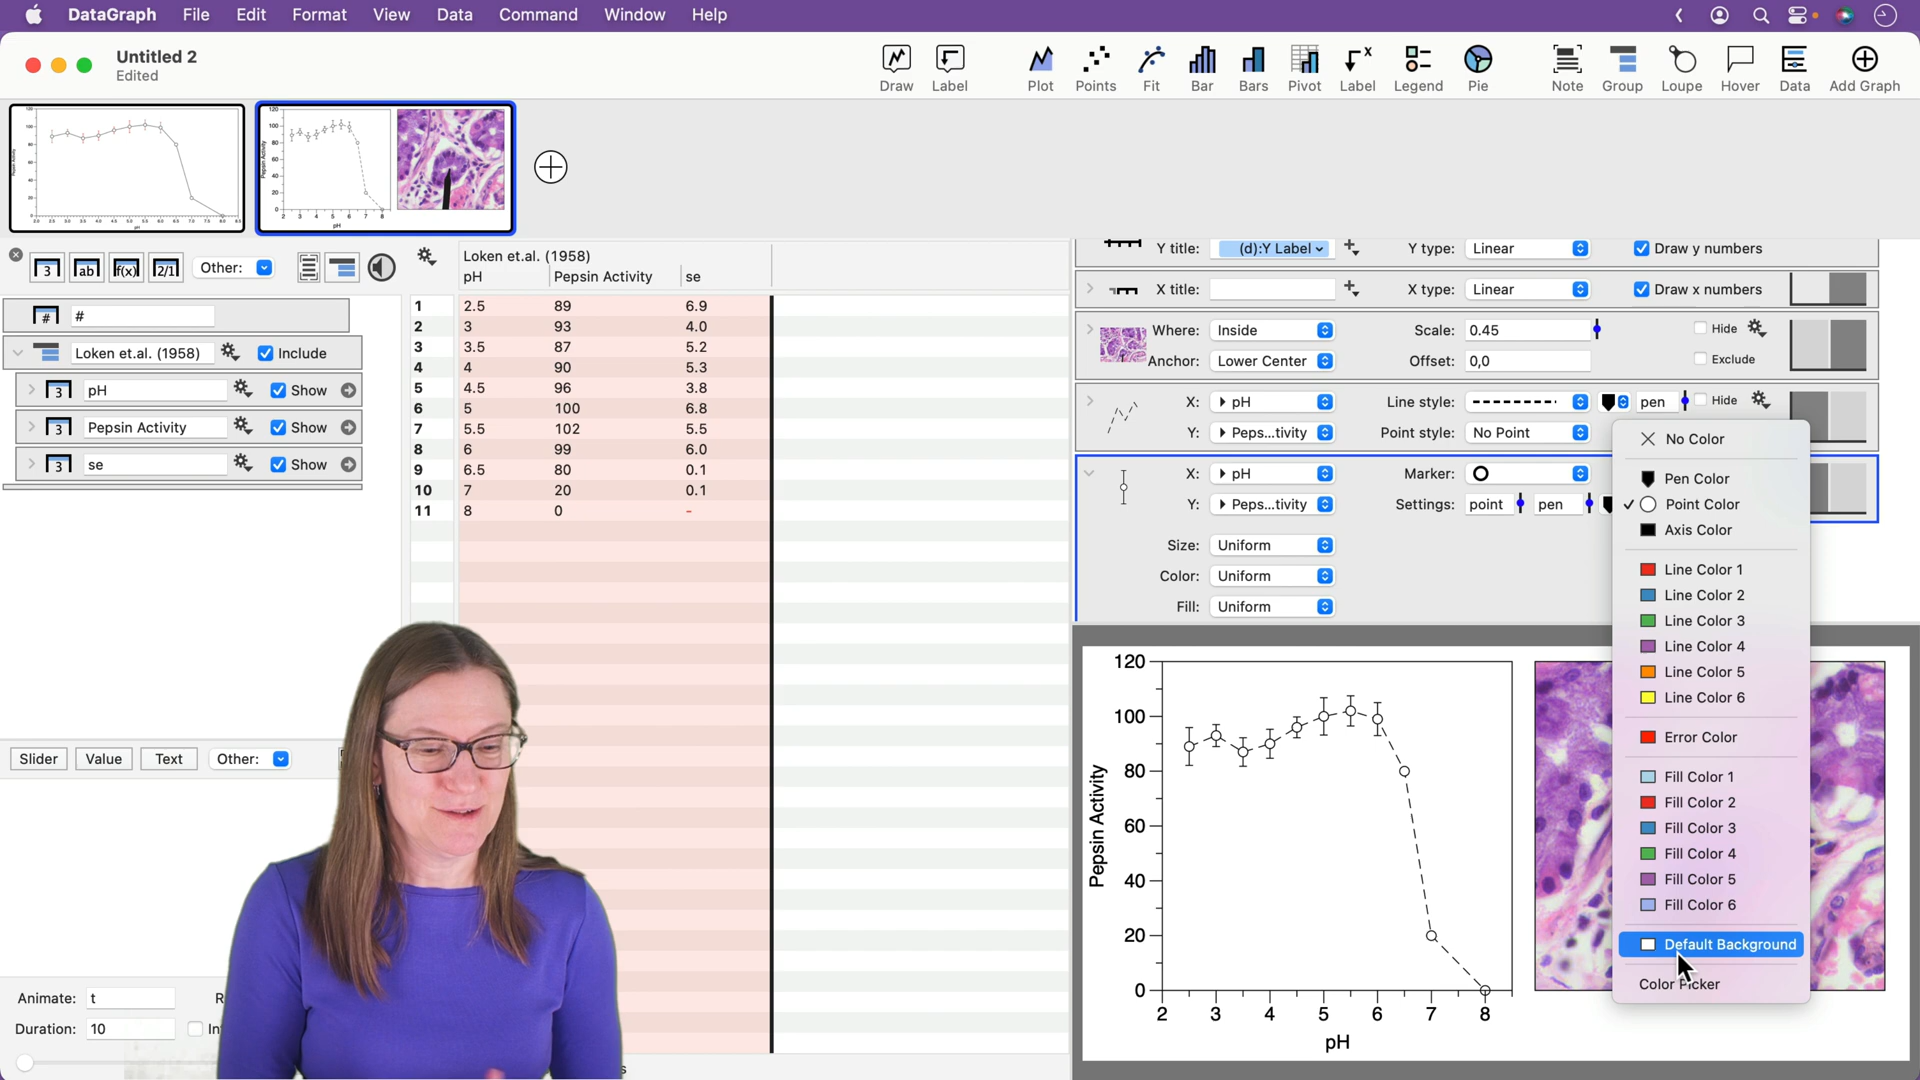 DataGraph File Edit Format View Data Command Window Help
Untitled 2
Edited
Draw Label Plot Points Fit Bar Bars Pivot Label Legend Pie Note Group Loupe Hover Data Add Graph
3 ab f(x) 2/1 Other:
# #
Loken et.al. (1958) Include
3 pH Show
3 Pepsin Activity Show
3 se Show
Slider Value Text Other:
Animate: t
Duration: 10
Loken et.al. (1958)
pH Pepsin Activity se
1 2.5 89 6.9
2 3 93 4.0
3 3.5 87 5.2
4 4 90 5.3
5 4.5 96 3.8
6 5 100 6.8
7 5.5 102 5.5
8 6 99 6.0
9 6.5 80 0.1
10 7 20 0.1
11 8 0 -
Y title: (d):Y Label Y type: Linear Draw y numbers
X title: X type: Linear Draw x numbers
Where: Inside Scale: 0.45 Hide
Anchor: Lower Center Offset: 0,0 Exclude
X: pH Line style: pen Hide
Y: Peps...tivity Point style: No Point
X: pH Marker:
Y: Peps...tivity Settings: point pen
Size: Uniform
Color: Uniform
Fill: Uniform
No Color
Pen Color
Point Color
Axis Color
Line Color 1
Line Color 2
Line Color 3
Line Color 4
Line Color 5
Line Color 6
Error Color
Fill Color 1
Fill Color 2
Fill Color 3
Fill Color 4
Fill Color 5
Fill Color 6
Default Background
Color Picker
120
100
80
60
40
20
0
Pepsin Activity
2 3 4 5 6 7 8
pH